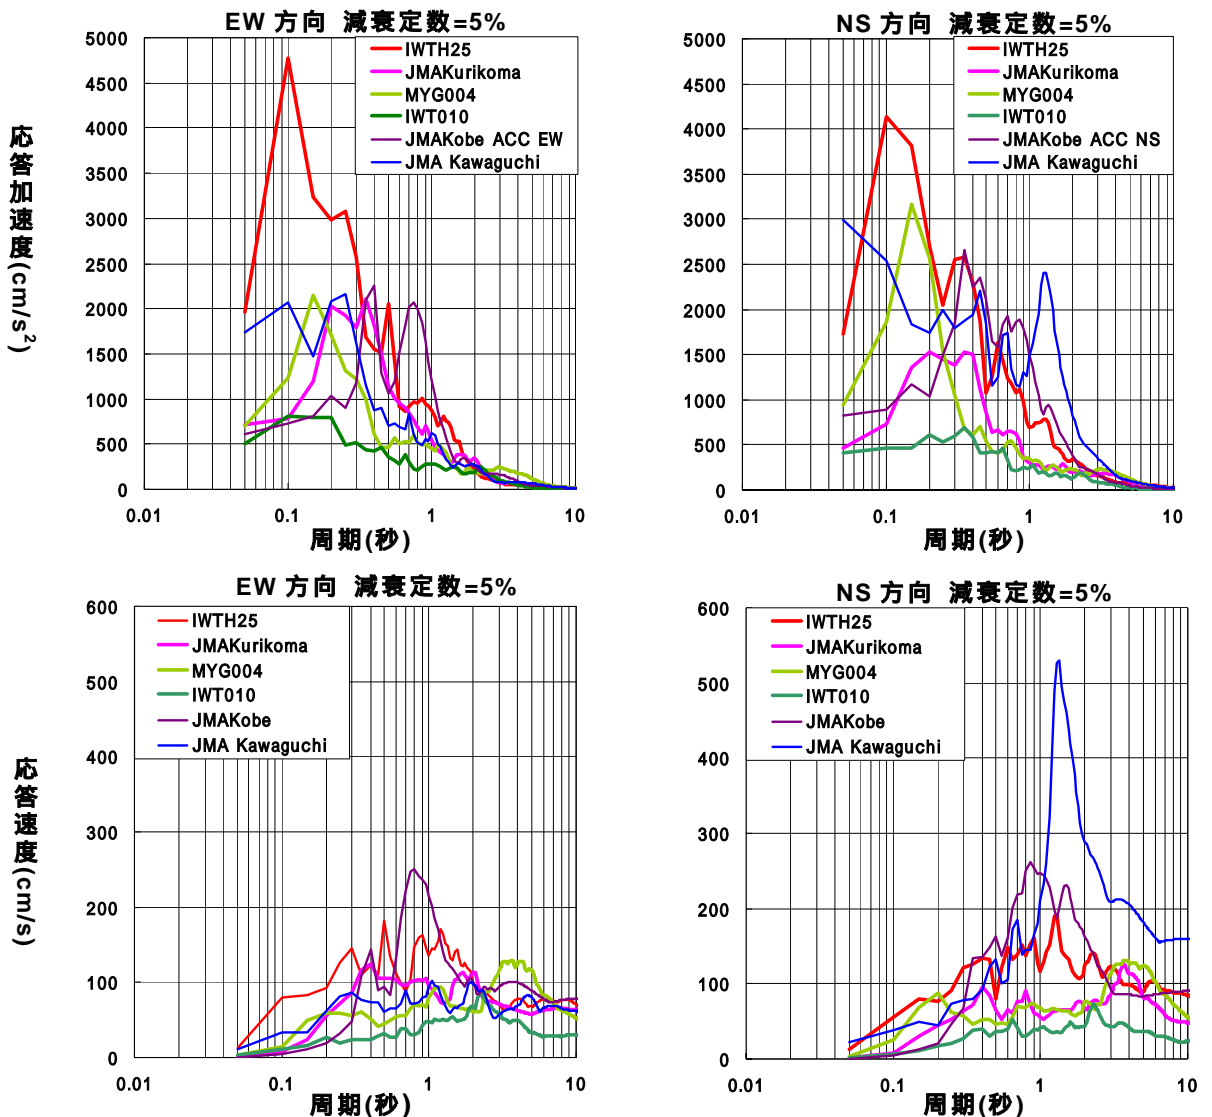 EW 方向 減衰定数=5%
5000
4500
4000
3500
3000
2500
2000
1500
1000
500
0
応答加速度(cm/s²)
IWTH25
JMAKurikoma
MYG004
IWT010
JMAKobe ACC EW
JMA Kawaguchi
0.01
0.1
1
10
周期(秒)
NS 方向 減衰定数=5%
5000
4500
4000
3500
3000
2500
2000
1500
1000
500
0
IWTH25
JMAKurikoma
MYG004
IWT010
JMAKobe ACC NS
JMA Kawaguchi
0.01
0.1
1
10
周期(秒)
EW 方向 減衰定数=5%
600
500
400
300
200
100
0
応答速度(cm/s)
IWTH25
JMAKurikoma
MYG004
IWT010
JMAKobe
JMA Kawaguchi
0.01
0.1
1
10
周期(秒)
NS 方向 減衰定数=5%
600
500
400
300
200
100
0
IWTH25
JMAKurikoma
MYG004
IWT010
JMAKobe
JMA Kawaguchi
0.01
0.1
1
10
周期(秒)